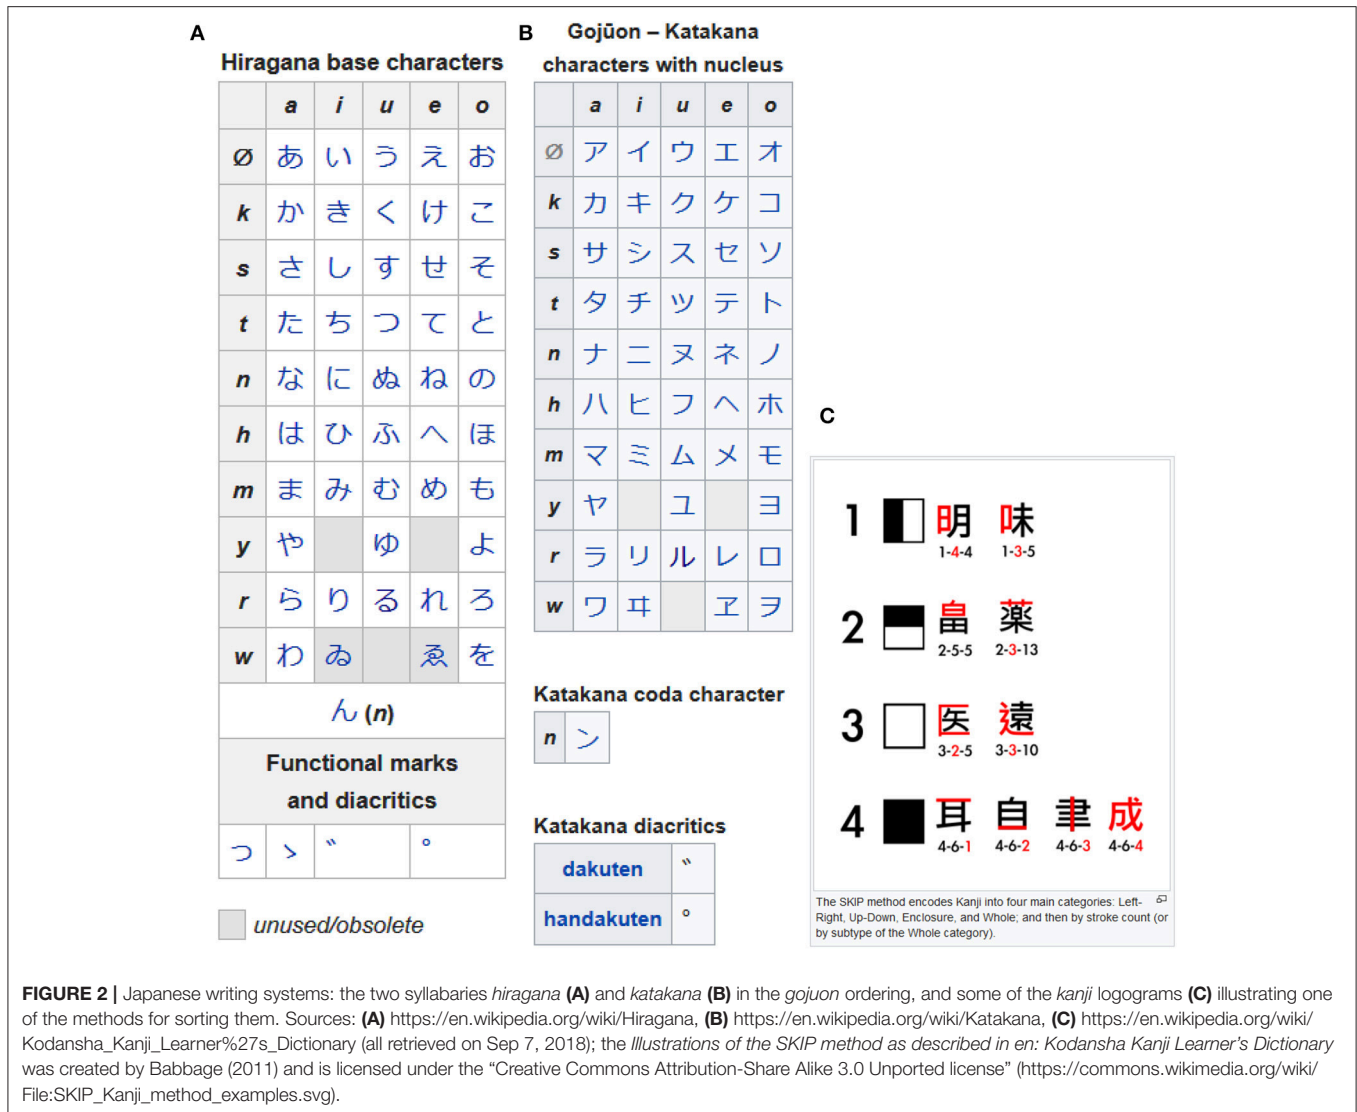 A
Hiragana base characters
a i u e o
Ø あ い う え お
k か き く け こ
s さ し す せ そ
t た ち つ て と
n な に ぬ ね の
h は ひ ふ へ ほ
m ま み む め も
y や ゆ よ
r ら り る れ ろ
w わ ゐ ゑ を
ん (n)
Functional marks
and diacritics
っ ゝ ゛ ゜
unused/obsolete
B
Gojūon – Katakana
characters with nucleus
a i u e o
Ø ア イ ウ エ オ
k カ キ ク ケ コ
s サ シ ス セ ソ
t タ チ ツ テ ト
n ナ ニ ヌ ネ ノ
h ハ ヒ フ ヘ ホ
m マ ミ ム メ モ
y ヤ ユ ヨ
r ラ リ ル レ ロ
w ワ ヰ ヱ ヲ
Katakana coda character
n ン
Katakana diacritics
dakuten ゛
handakuten ゜
C
1 明 味
1-4-4 1-3-5
2 畠 薬
2-5-5 2-3-13
3 医 遠
3-2-5 3-3-10
4 耳 自 聿 成
4-6-1 4-6-2 4-6-3 4-6-4
The SKIP method encodes Kanji into four main categories: Left-
Right, Up-Down, Enclosure, and Whole; and then by stroke count (or
by subtype of the Whole category).
FIGURE 2 | Japanese writing systems: the two syllabaries hiragana (A) and katakana (B) in the gojuon ordering, and some of the kanji logograms (C) illustrating one
of the methods for sorting them. Sources: (A) https://en.wikipedia.org/wiki/Hiragana, (B) https://en.wikipedia.org/wiki/Katakana, (C) https://en.wikipedia.org/wiki/
Kodansha_Kanji_Learner%27s_Dictionary (all retrieved on Sep 7, 2018); the Illustrations of the SKIP method as described in en: Kodansha Kanji Learner's Dictionary
was created by Babbage (2011) and is licensed under the “Creative Commons Attribution-Share Alike 3.0 Unported license” (https://commons.wikimedia.org/wiki/
File:SKIP_Kanji_method_examples.svg).